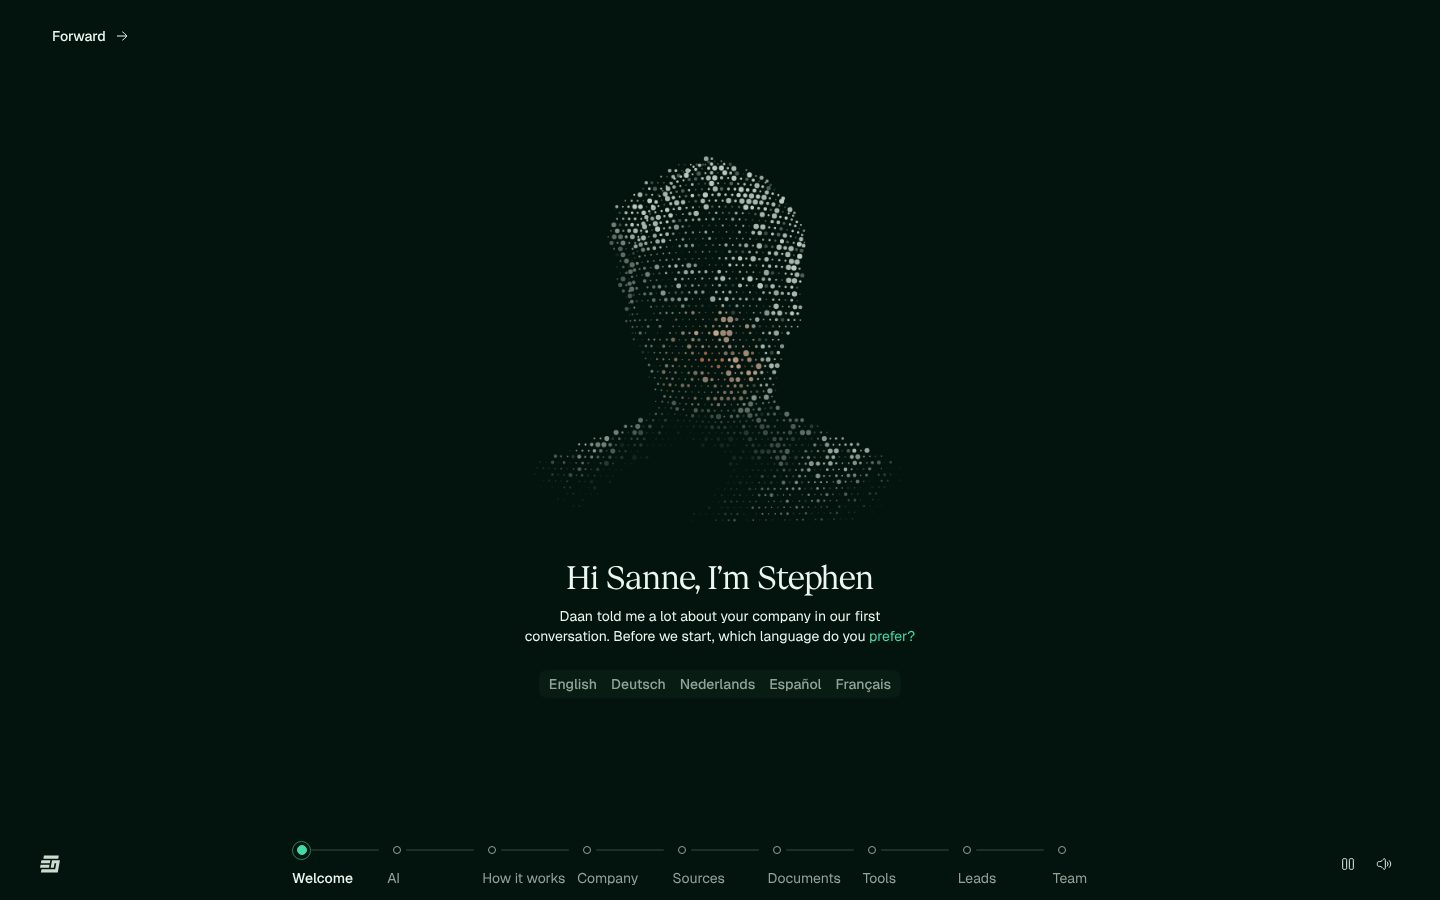 Forward
Hi Sanne, I'm Stephen
Daan told me a lot about your company in our first
conversation. Before we start, which language do you prefer?
English Deutsch Nederlands Español Français
Welcome AI How it works Company Sources Documents Tools Leads Team